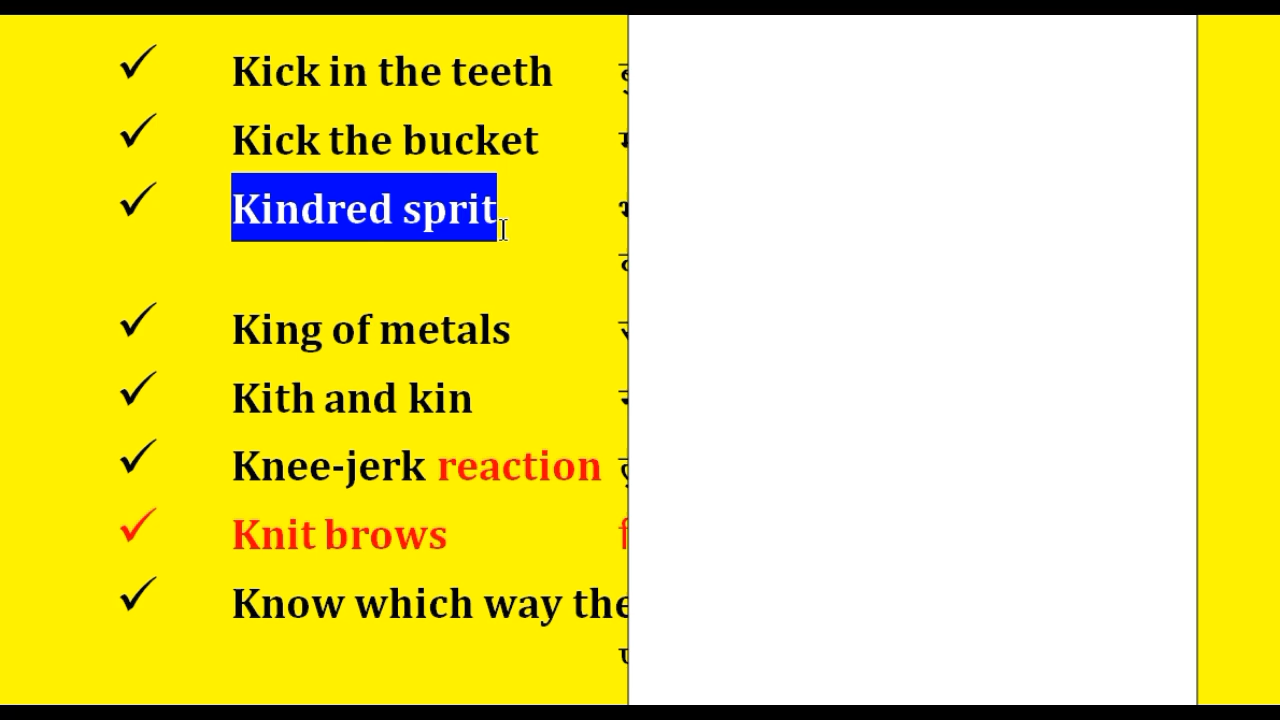 Kick in the teeth
Kick the bucket
Kindred sprit
King of metals
Kith and kin
Knee-jerk reaction
Knit brows
Know which way the